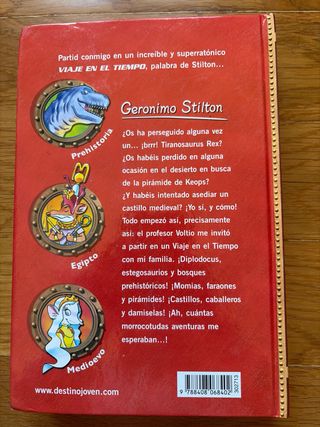 Partid conmigo en un increíble y superratónico
VIAJE EN EL TIEMPO, palabra de Stilton...
Geronimo Stilton
Prehistoria
¿Os ha perseguido alguna vez
un... ¡brrr! Tiranosaurus Rex?
¿Os habéis perdido en alguna
ocasión en el desierto en busca
de la pirámide de Keops?
¿Y habéis intentado asediar un
castillo medieval? ¡Yo sí, y cómo!
Todo empezó así, precisamente
así: el profesor Voltio me invitó
a partir en un Viaje en el Tiempo
con mi familia. ¡Diplodocus,
estegosaurios y bosques
prehistóricos! ¡Momias, faraones
y pirámides! ¡Castillos, caballeros
y damiselas! ¡Ah, cuántas
morrocotudas aventuras me
esperaban...!
Egipto
Medioevo
www.destinojoven.com
9 788408 068402
302713